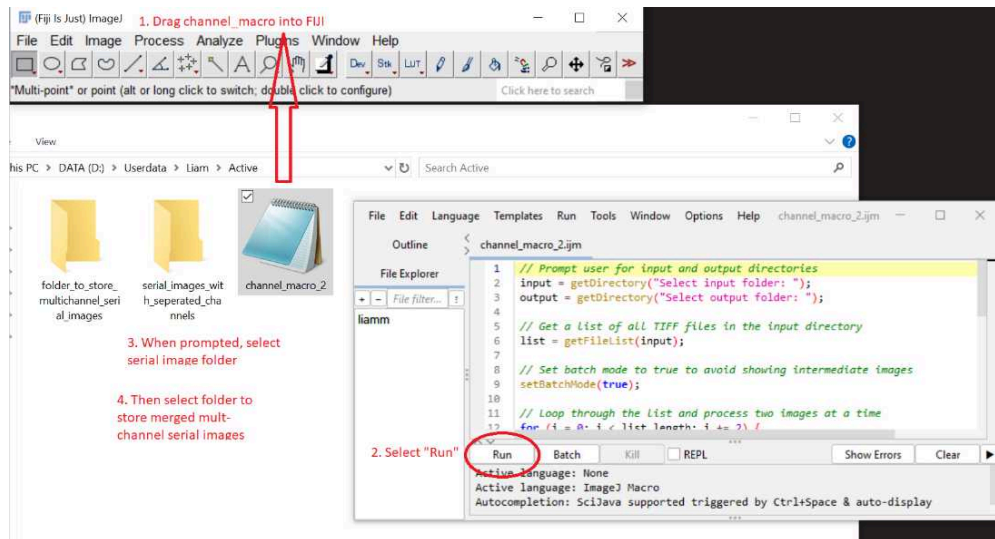 (Fiji Is Just) ImageJ
1. Drag channel_macro into FIJI
File Edit Image Process Analyze Plugins Window Help
Dev Stk LUT
*Multi-point* or point (alt or long click to switch; double click to configure)
Click here to search
View
his PC > DATA (D:) > Userdata > Liam > Active
Search Active
folder_to_store_
multichannel_seri
al_images
serial_images_wit
h_seperated_cha
nnels
channel_macro_2
3. When prompted, select
serial image folder
4. Then select folder to
store merged mult-
channel serial images
2. Select "Run"
File Edit Language Templates Run Tools Window Options Help channel_macro_2.ijm
Outline
channel_macro_2.ijm
File Explorer
+ - File filter... !
liamm
1 // Prompt user for input and output directories
2 input = getDirectory("Select input folder: ");
3 output = getDirectory("Select output folder: ");
4
5 // Get a list of all TIFF files in the input directory
6 list = getFileList(input);
7
8 // Set batch mode to true to avoid showing intermediate images
9 setBatchMode(true);
10
11 // Loop through the list and process two images at a time
12 for (i = 0; i < list.length; i += 2) {
Run Batch Kill REPL Show Errors Clear
Active language: None
Active language: ImageJ Macro
Autocompletion: SciJava supported triggered by Ctrl+Space & auto-display